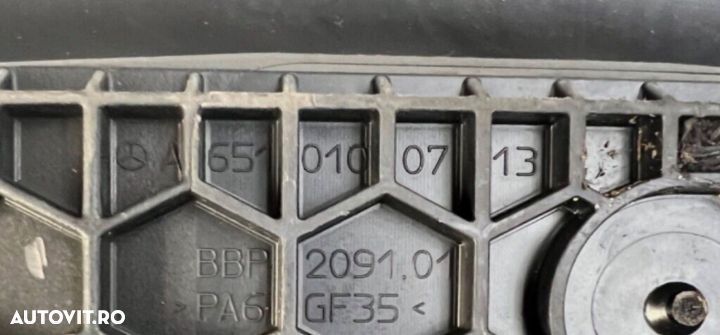 A 651 010 07 13
BBP 2091.01
>PA6 GF35<
AUTOVIT.RO